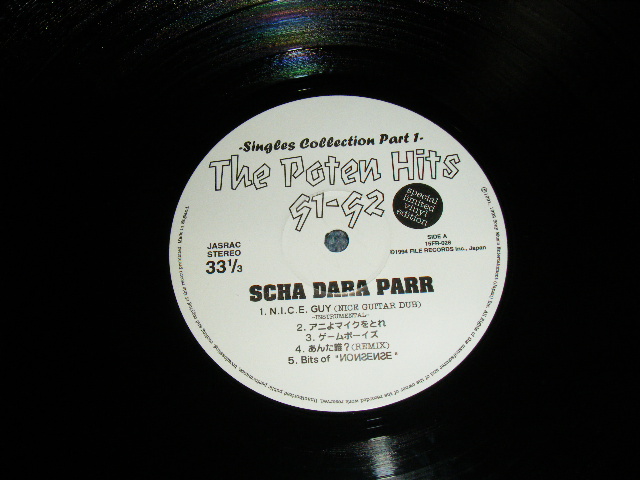 -Singles Collection Part 1-
The Poten Hits
91-92
special
limited
vinyl
edition
JASRAC
STEREO
33 1/3
SIDE A
15FR-026
©1994 FILE RECORDS Inc., Japan
SCHA DARA PARR
1. N.I.C.E. GUY (NICE GUITAR DUB)
~INSTRUMENTAL~
2. アニよマイクをとれ
3. ゲームボーイズ
4. あんた誰? (REMIX)
5. Bits of "NONSENSE"